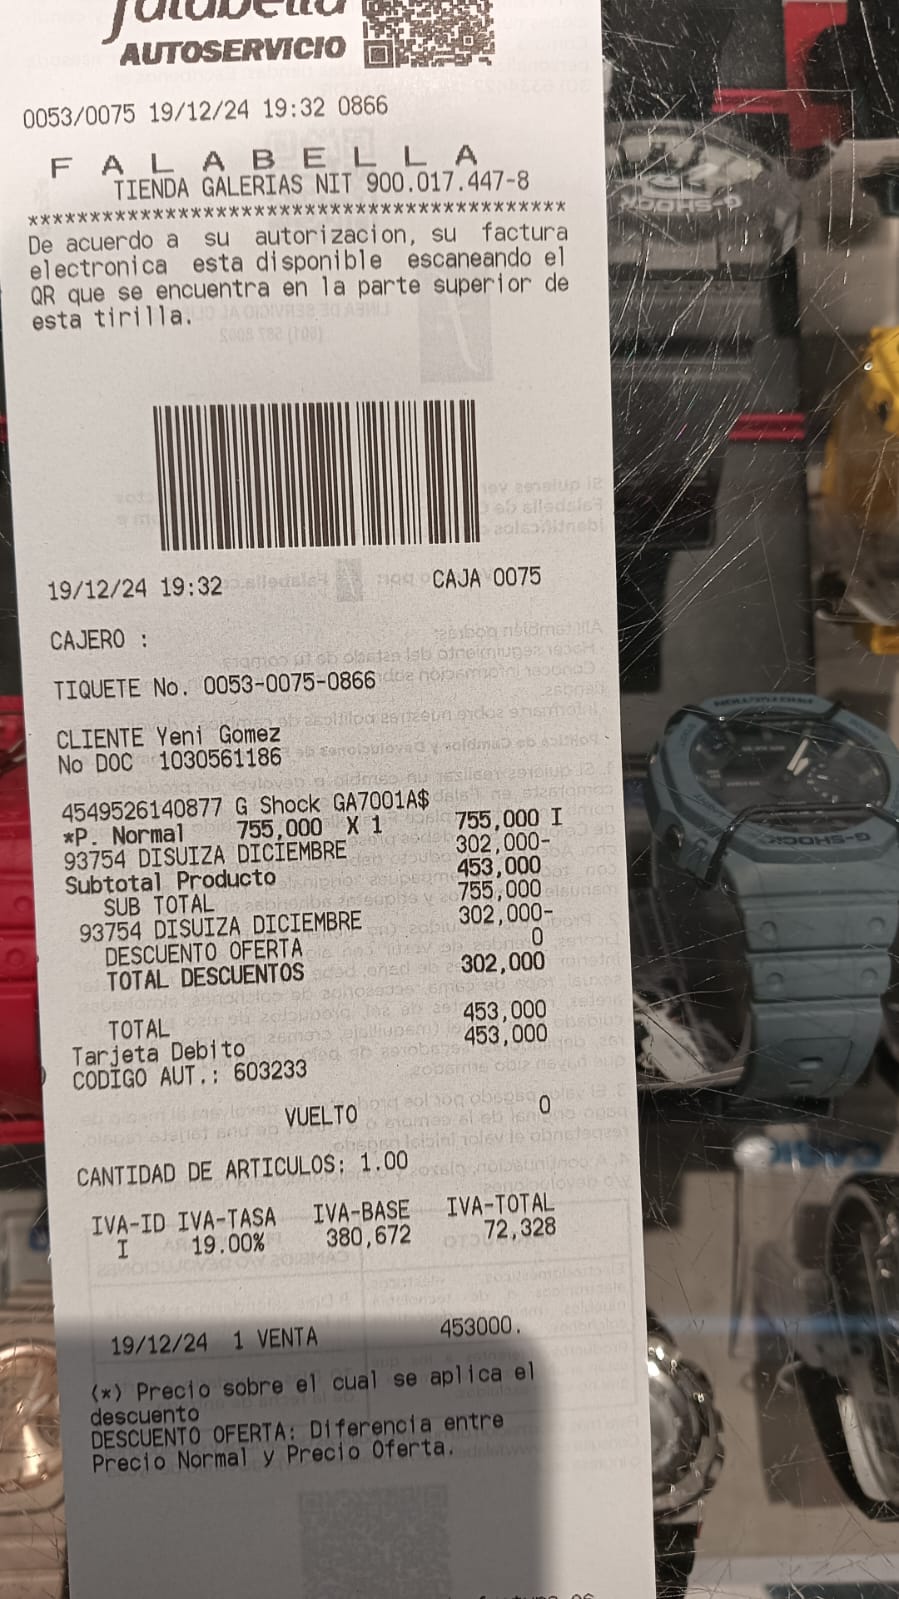 falabella
AUTOSERVICIO
0053/0075 19/12/24 19:32 0866
F A L A B E L L A
TIENDA GALERIAS NIT 900.017.447-8
********************************************
De acuerdo a su autorizacion, su factura
electronica esta disponible escaneando el
QR que se encuentra en la parte superior de
esta tirilla.
19/12/24 19:32 CAJA 0075
CAJERO :
TIQUETE No. 0053-0075-0866
CLIENTE Yeni Gomez
No DOC 1030561186
4549526140877 G Shock GA7001A$
*P. Normal 755,000 X 1 755,000 I
93754 DISUIZA DICIEMBRE 302,000-
Subtotal Producto 453,000
SUB TOTAL 755,000
93754 DISUIZA DICIEMBRE 302,000-
DESCUENTO OFERTA 0
TOTAL DESCUENTOS 302,000
TOTAL 453,000
Tarjeta Debito 453,000
CODIGO AUT.: 603233
VUELTO 0
CANTIDAD DE ARTICULOS: 1.00
IVA-ID IVA-TASA IVA-BASE IVA-TOTAL
I 19.00% 380,672 72,328
19/12/24 1 VENTA 453000.
(*) Precio sobre el cual se aplica el
descuento
DESCUENTO OFERTA: Diferencia entre
Precio Normal y Precio Oferta.
G-SHOCK
G-SHOCK